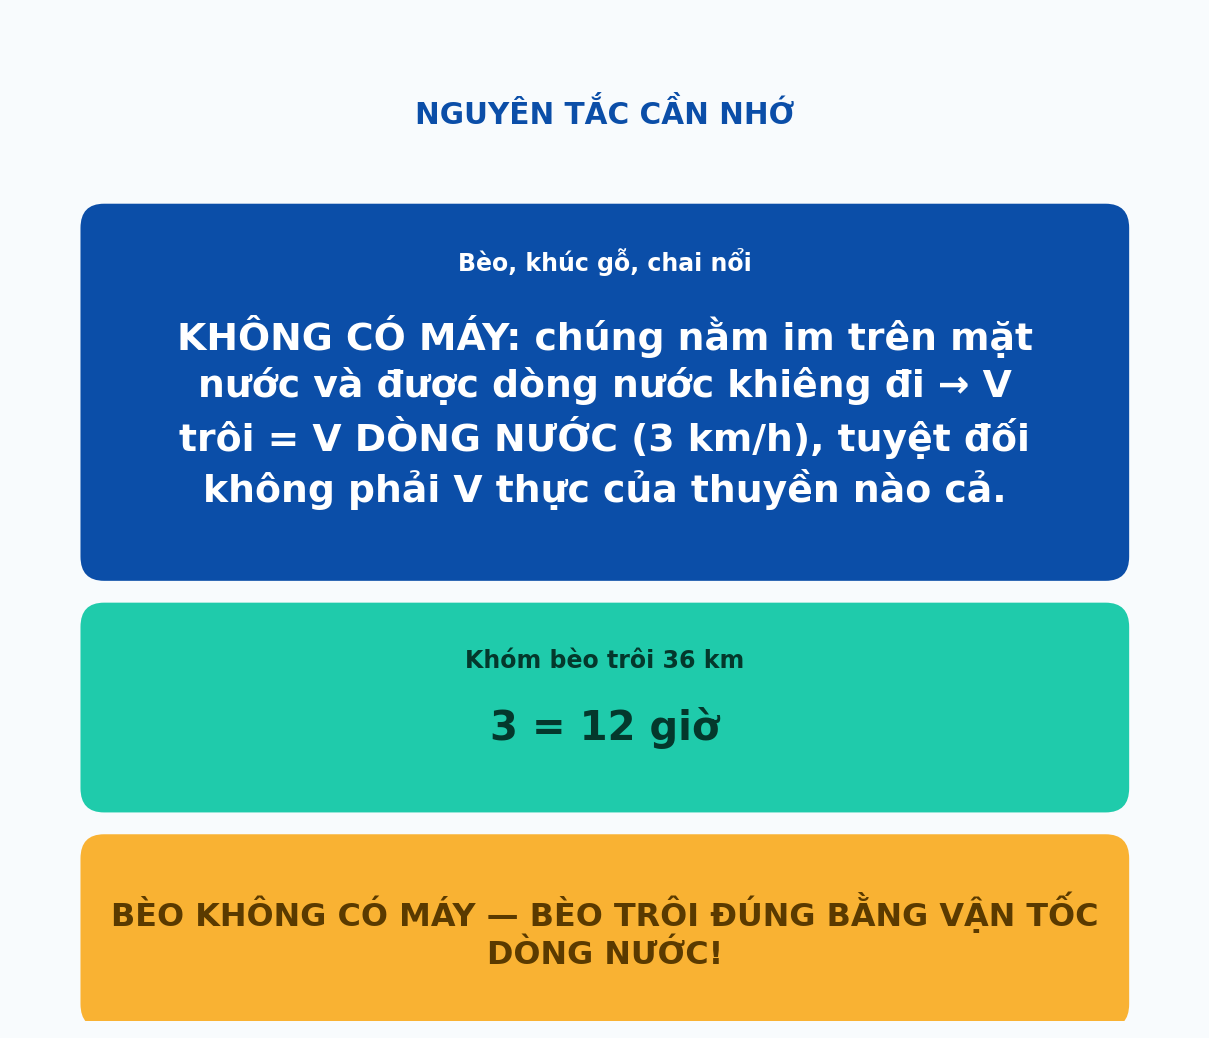 NGUYÊN TẮC CẦN NHỚ
Bèo, khúc gỗ, chai nổi
KHÔNG CÓ MÁY: chúng nằm im trên mặt
nước và được dòng nước khiêng đi → V
trôi = V DÒNG NƯỚC (3 km/h), tuyệt đối
không phải V thực của thuyền nào cả.
Khóm bèo trôi 36 km
3 = 12 giờ
BÈO KHÔNG CÓ MÁY — BÈO TRÔI ĐÚNG BẰNG VẬN TỐC
DÒNG NƯỚC!